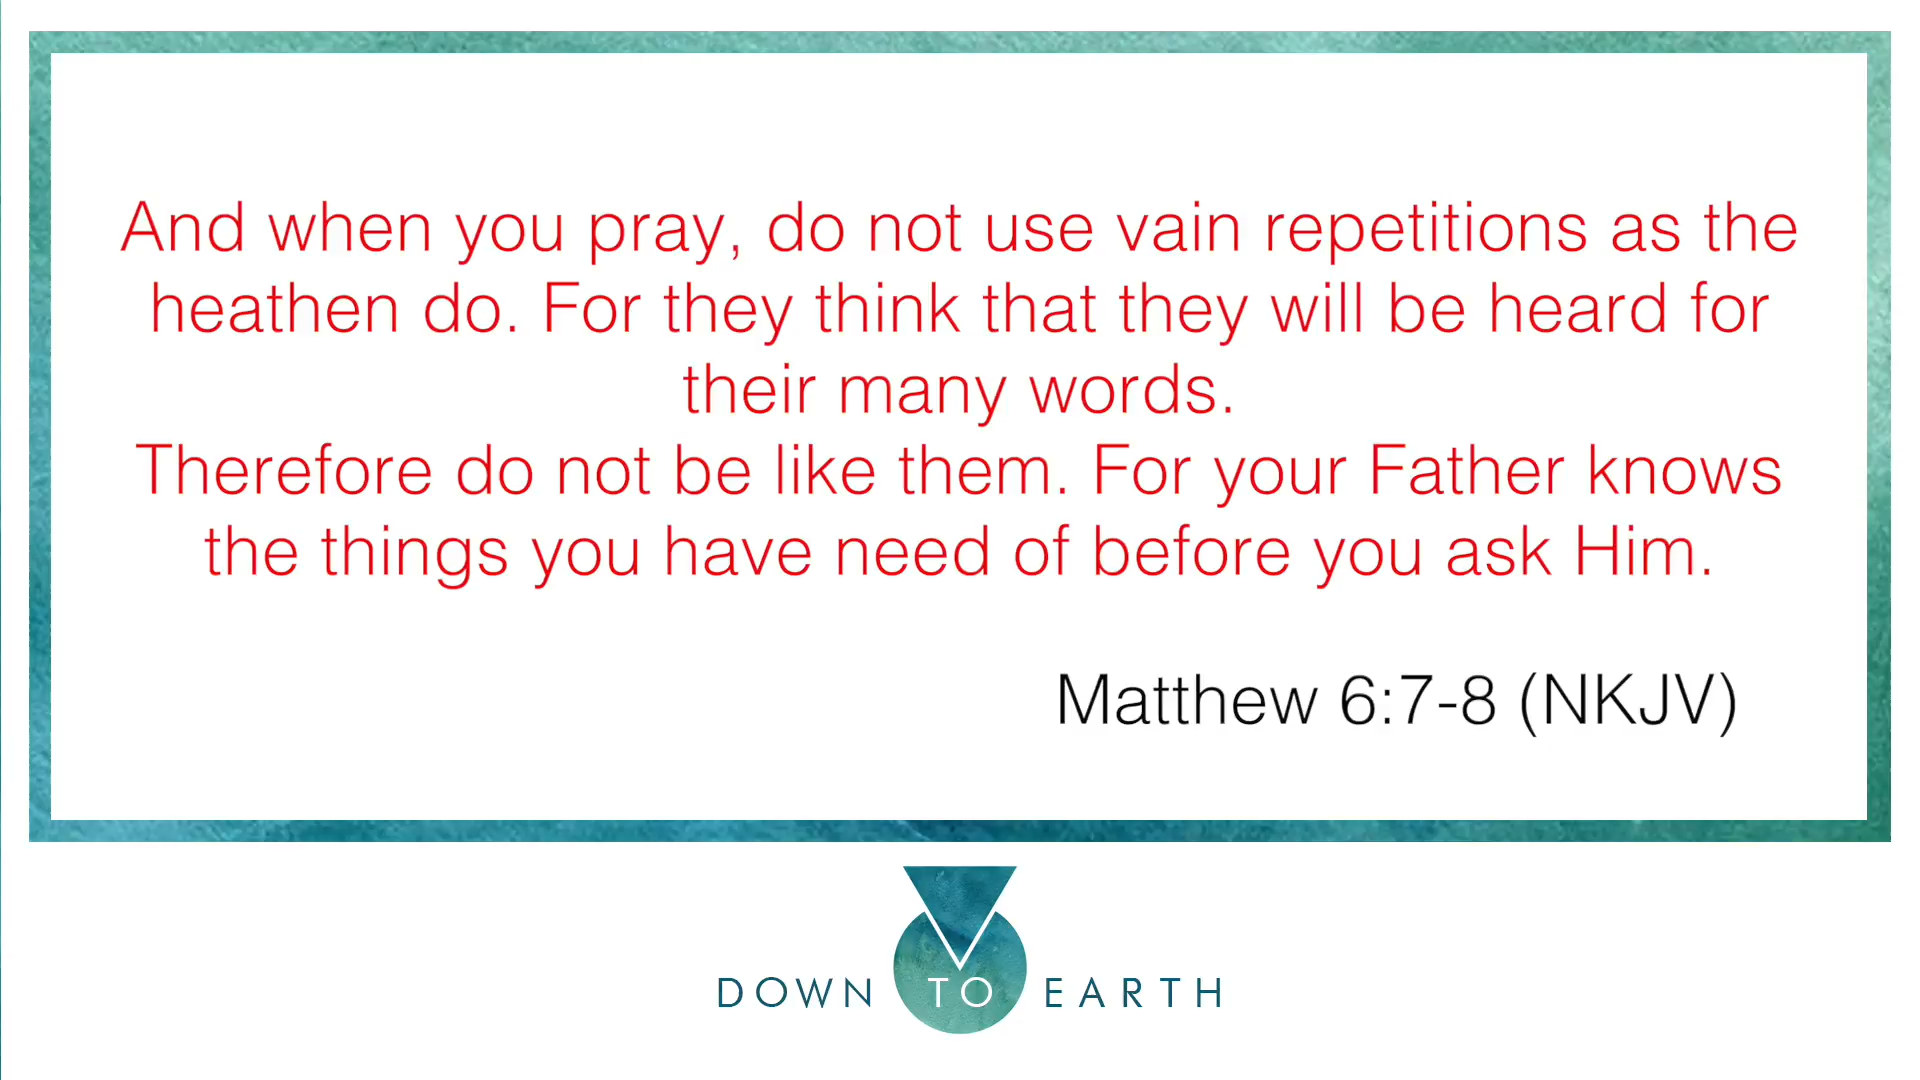 And when you pray, do not use vain repetitions as the
heathen do. For they think that they will be heard for
their many words.
Therefore do not be like them. For your Father knows
the things you have need of before you ask Him.
Matthew 6:7-8 (NKJV)
DOWN TO EARTH